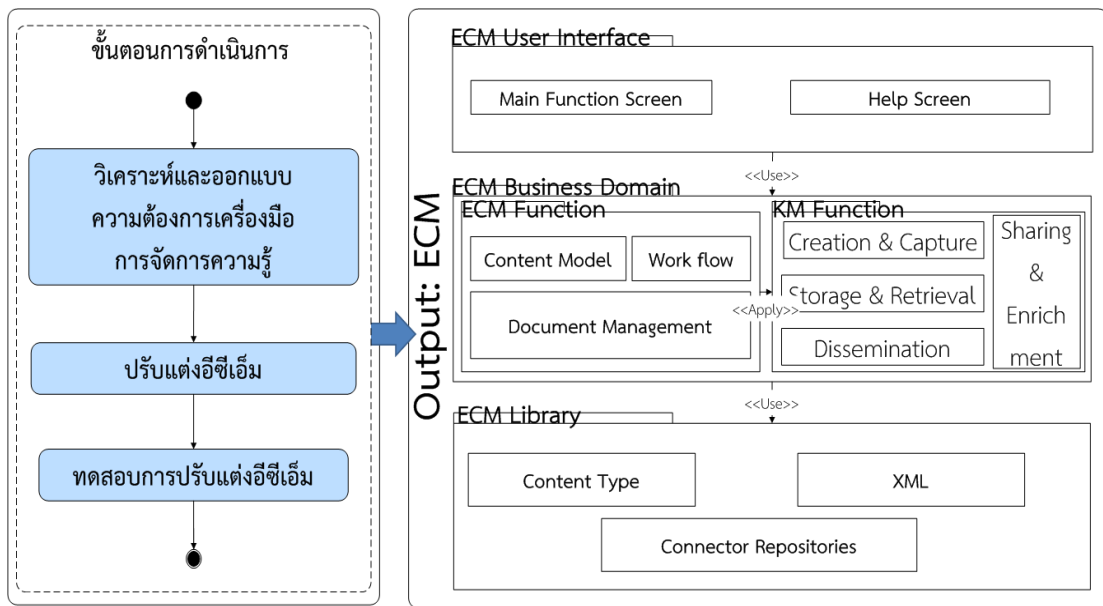 ขั้นตอนการดำเนินการ
วิเคราะห์และออกแบบ
ความต้องการเครื่องมือ
การจัดการความรู้
ปรับแต่งอีซีเอ็ม
ทดสอบการปรับแต่งอีซีเอ็ม
Output: ECM
ECM User Interface
Main Function Screen
Help Screen
<<Use>>
ECM Business Domain
ECM Function
Content Model
Work flow
Document Management
<<Apply>>
KM Function
Creation & Capture
Storage & Retrieval
Dissemination
Sharing
&
Enrich
ment
<<Use>>
ECM Library
Content Type
XML
Connector Repositories